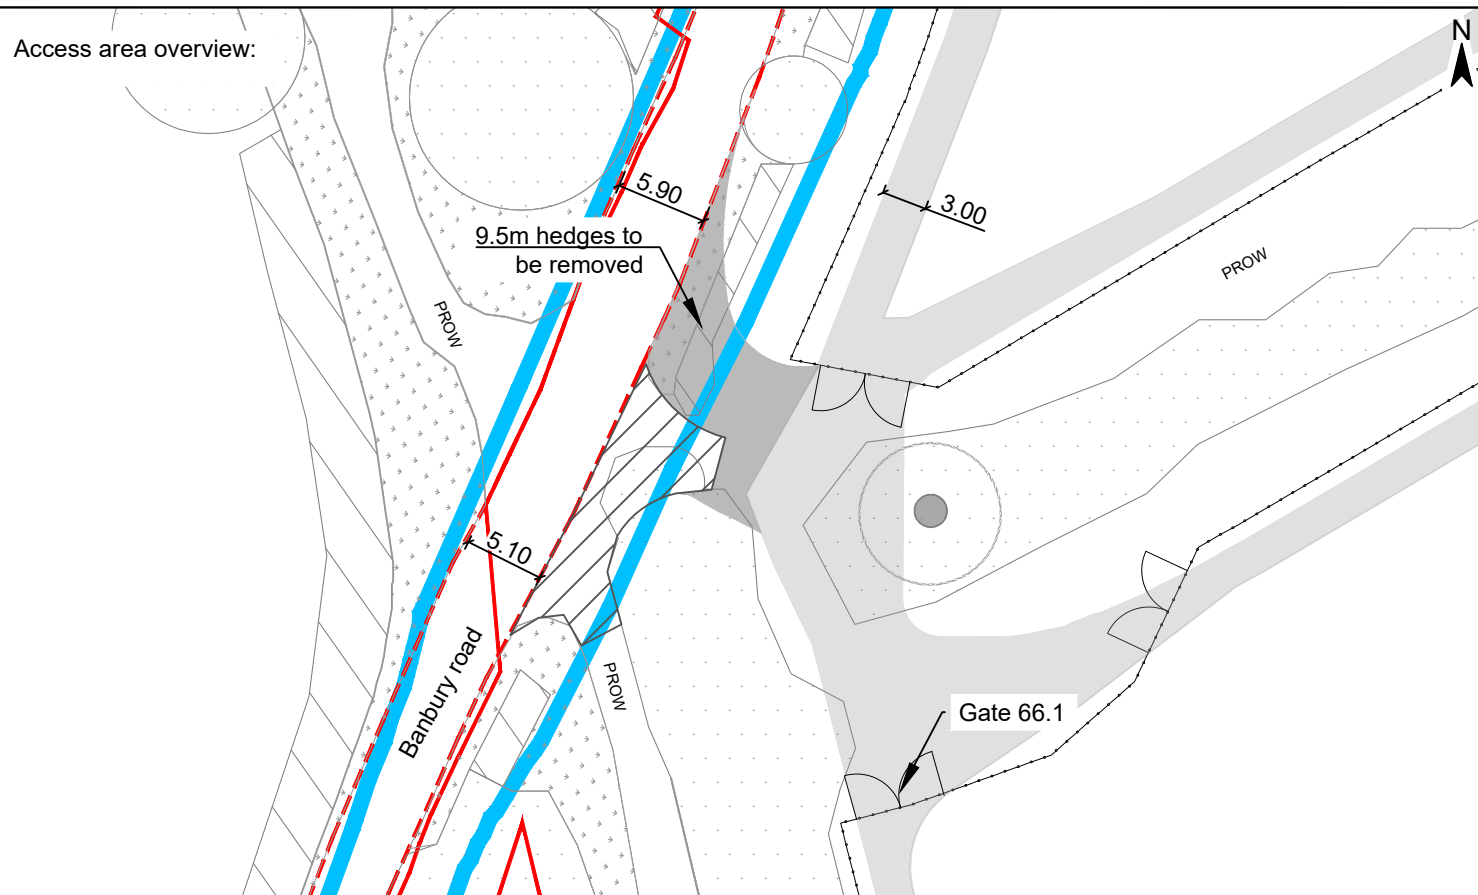 Access area overview:
N
5.90
3.00
9.5m hedges to
be removed
PROW
PROW
5.10
Banbury road
PROW
Gate 66.1